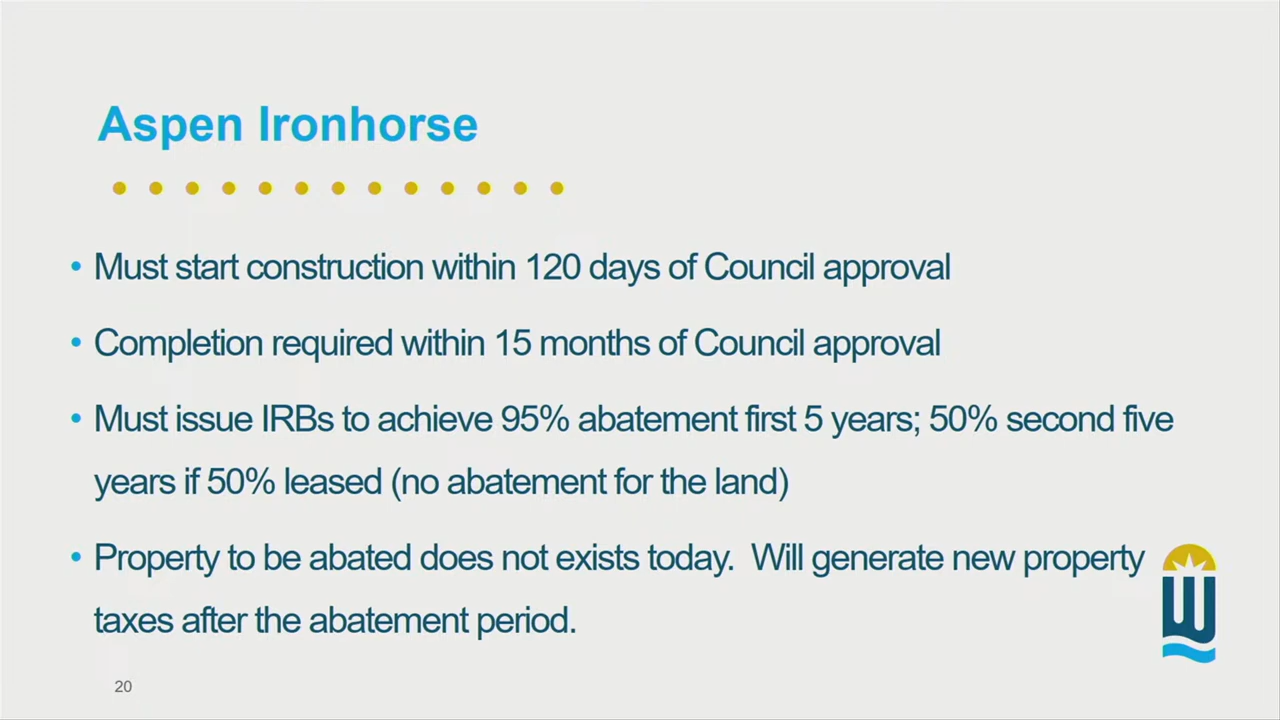 Aspen Ironhorse
• Must start construction within 120 days of Council approval
• Completion required within 15 months of Council approval
• Must issue IRBs to achieve 95% abatement first 5 years; 50% second five
years if 50% leased (no abatement for the land)
• Property to be abated does not exists today.  Will generate new property
taxes after the abatement period.
20